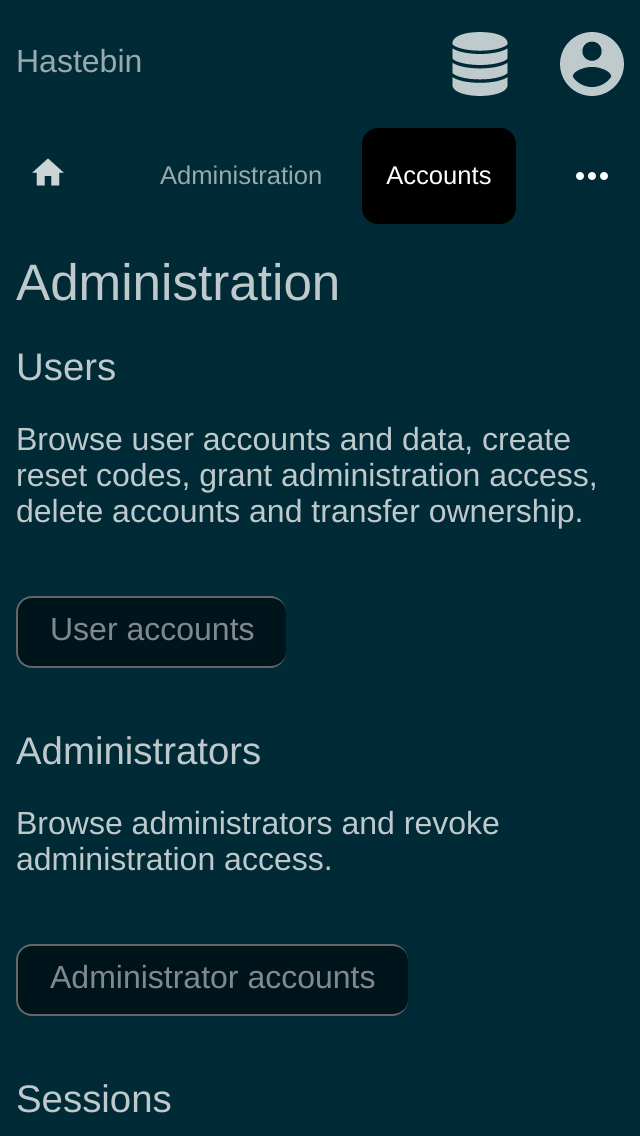 Hastebin
Administration
Accounts
Administration
Users
Browse user accounts and data, create
reset codes, grant administration access,
delete accounts and transfer ownership.
User accounts
Administrators
Browse administrators and revoke
administration access.
Administrator accounts
Sessions